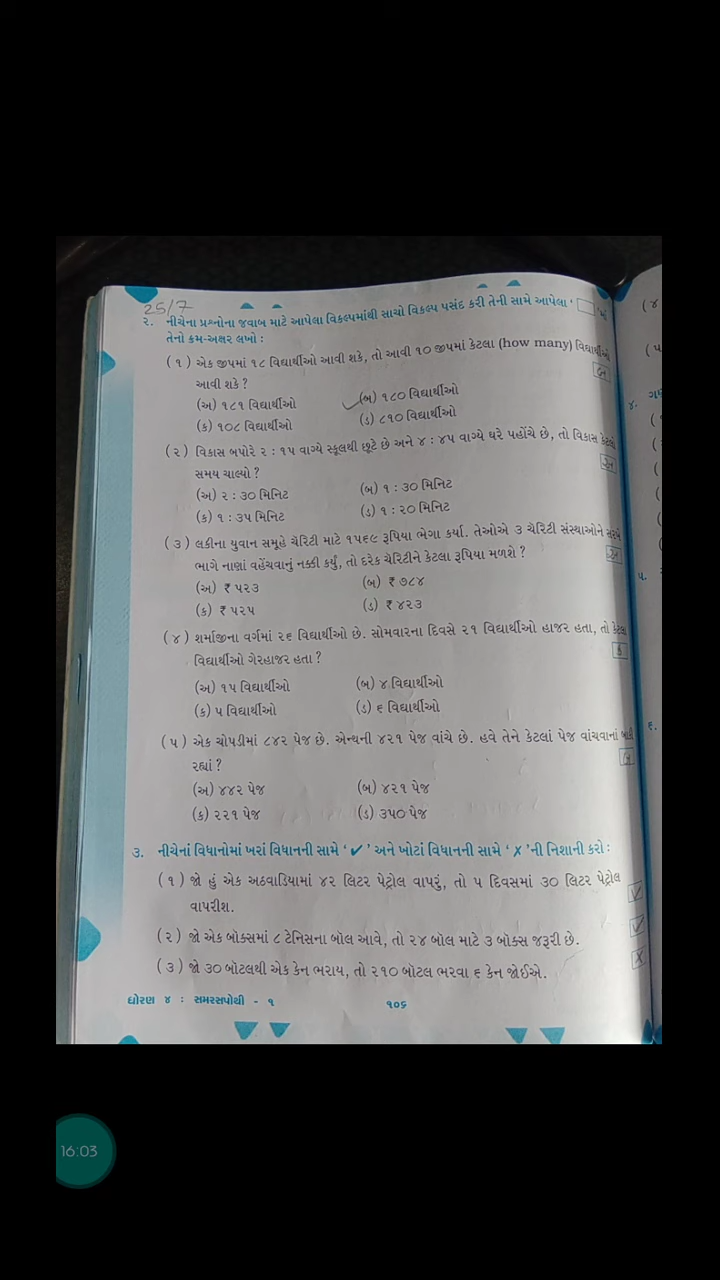 25/7
૨. નીચેના પ્રશ્નોના જવાબ માટે આપેલા વિકલ્પમાંથી સાચો વિકલ્પ પસંદ કરી તેની સામે આપેલા ' 'માં
તેનો ક્રમ-અક્ષર લખો :
(૧) એક જીપમાં ૧૮ વિદ્યાર્થીઓ આવી શકે, તો આવી ૧૦ જીપમાં કેટલા (how many) વિદ્યાર્થીઓ
આવી શકે ?
(અ) ૧૮૧ વિદ્યાર્થીઓ (બ) ૧૮૦ વિદ્યાર્થીઓ
(ક) ૧૦૮ વિદ્યાર્થીઓ (ડ) ૮૧૦ વિદ્યાર્થીઓ
(૨) વિકાસ બપોરે ૨ : ૧૫ વાગ્યે સ્કૂલથી છૂટે છે અને ૪ : ૪૫ વાગ્યે ઘરે પહોંચે છે, તો વિકાસ કેટલો
સમય ચાલ્યો ?
(અ) ૨ : ૩૦ મિનિટ (બ) ૧ : ૩૦ મિનિટ
(ક) ૧ : ૩૫ મિનિટ (ડ) ૧ : ૨૦ મિનિટ
(૩) લકીના યુવાન સમૂહે ચૅરિટી માટે ૧૫૬૯ રૂપિયા ભેગા કર્યા. તેઓએ ૩ ચૅરિટી સંસ્થાઓને સરખે
ભાગે નાણાં વહેંચવાનું નક્કી કર્યું, તો દરેક ચૅરિટીને કેટલા રૂપિયા મળશે ?
(અ) ₹ ૫૨૩ (બ) ₹ ૭૮૪
(ક) ₹ ૫૨૫ (ડ) ₹ ૪૨૩
(૪) શર્માજીના વર્ગમાં ૨૬ વિદ્યાર્થીઓ છે. સોમવારના દિવસે ૨૧ વિદ્યાર્થીઓ હાજર હતા, તો કેટલા
વિદ્યાર્થીઓ ગેરહાજર હતા ?
ક
(અ) ૧૫ વિદ્યાર્થીઓ (બ) ૪ વિદ્યાર્થીઓ
(ક) ૫ વિદ્યાર્થીઓ (ડ) ૬ વિદ્યાર્થીઓ
(૫) એક ચોપડીમાં ૮૪૨ પેજ છે. એન્થની ૪૨૧ પેજ વાંચે છે. હવે તેને કેટલાં પેજ વાંચવાનાં બાકી
રહ્યાં ?
(અ) ૪૪૨ પેજ (બ) ૪૨૧ પેજ
(ક) ૨૨૧ પેજ (ડ) ૩૫૦ પેજ
૩. નીચેનાં વિધાનોમાં ખરાં વિધાનની સામે ' ✔ ' અને ખોટાં વિધાનની સામે ' ✗ 'ની નિશાની કરો :
(૧) જો હું એક અઠવાડિયામાં ૪૨ લિટર પેટ્રોલ વાપરું, તો ૫ દિવસમાં ૩૦ લિટર પેટ્રોલ
વાપરીશ.
(૨) જો એક બૉક્સમાં ૮ ટેનિસના બૉલ આવે, તો ૨૪ બૉલ માટે ૩ બૉક્સ જરૂરી છે.
(૩) જો ૩૦ બૉટલથી એક કેન ભરાય, તો ૨૧૦ બૉટલ ભરવા ૬ કેન જોઈએ.
ધોરણ ૪ : સમરસપોથી - ૧ ૧૦૬
16:03